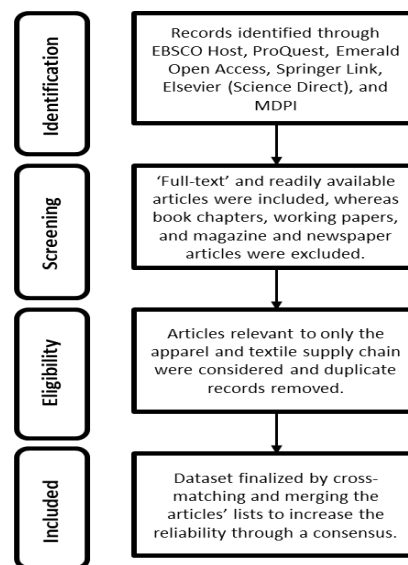 Identification
Records identified through
EBSCO Host, ProQuest, Emerald
Open Access, Springer Link,
Elsevier (Science Direct), and
MDPI
Screening
‘Full-text’ and readily available
articles were included, whereas
book chapters, working papers,
and magazine and newspaper
articles were excluded.
Eligibility
Articles relevant to only the
apparel and textile supply chain
were considered and duplicate
records removed.
Included
Dataset finalized by cross-
matching and merging the
articles’ lists to increase the
reliability through a consensus.